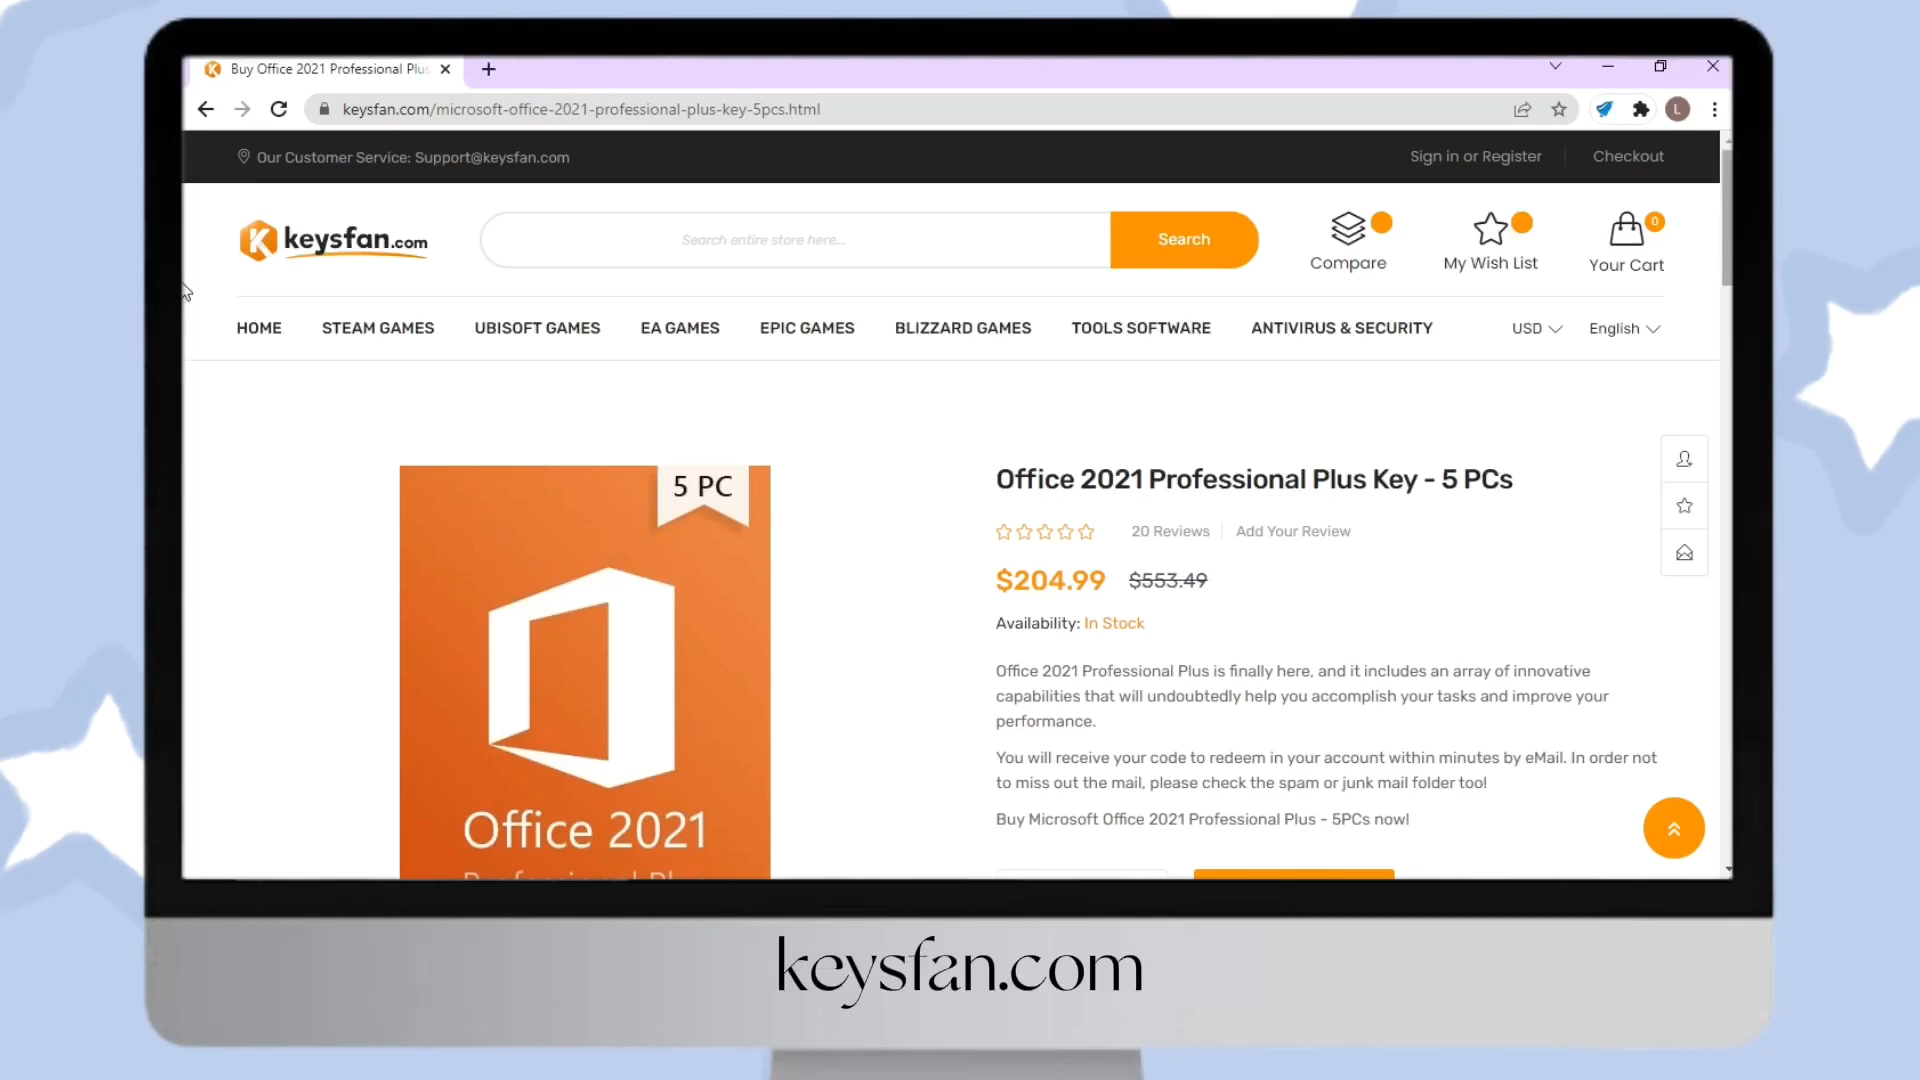 Buy Office 2021 Professional Plus
keysfan.com/microsoft-office-2021-professional-plus-key-5pcs.html
L
Our Customer Service: Support@keysfan.com
Sign in or Register
Checkout
keysfan.com
Search entire store here...
Search
Compare
My Wish List
0
Your Cart
HOME
STEAM GAMES
UBISOFT GAMES
EA GAMES
EPIC GAMES
BLIZZARD GAMES
TOOLS SOFTWARE
ANTIVIRUS & SECURITY
USD
English
5 PC
Office 2021
Professional Plus
Office 2021 Professional Plus Key - 5 PCs
20 Reviews
Add Your Review
$204.99 $553.49
Availability: In Stock
Office 2021 Professional Plus is finally here, and it includes an array of innovative
capabilities that will undoubtedly help you accomplish your tasks and improve your
performance.
You will receive your code to redeem in your account within minutes by eMail. In order not
to miss out the mail, please check the spam or junk mail folder too!
Buy Microsoft Office 2021 Professional Plus - 5PCs now!
keysfan.com